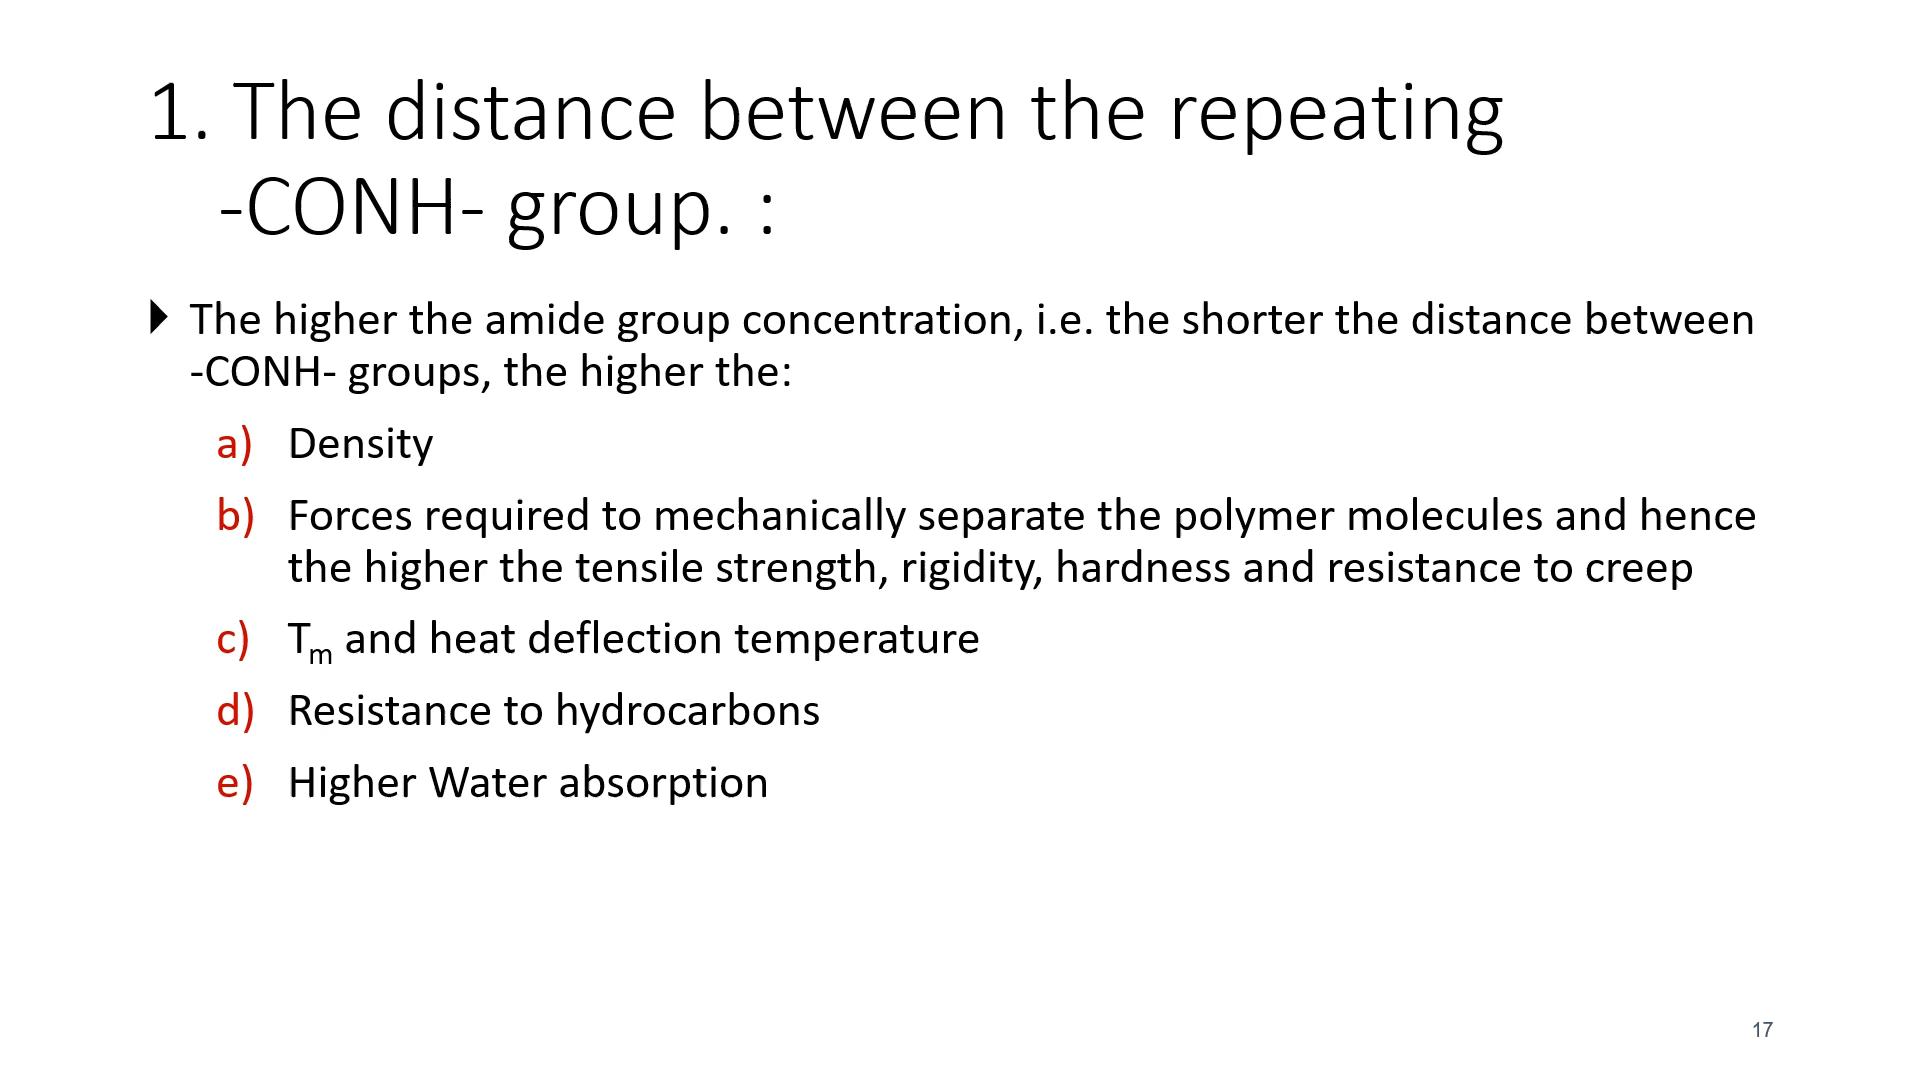 1. The distance between the repeating
-CONH- group. :
The higher the amide group concentration, i.e. the shorter the distance between
-CONH- groups, the higher the:
a) Density
b) Forces required to mechanically separate the polymer molecules and hence
the higher the tensile strength, rigidity, hardness and resistance to creep
c) Tm and heat deflection temperature
d) Resistance to hydrocarbons
e) Higher Water absorption
17